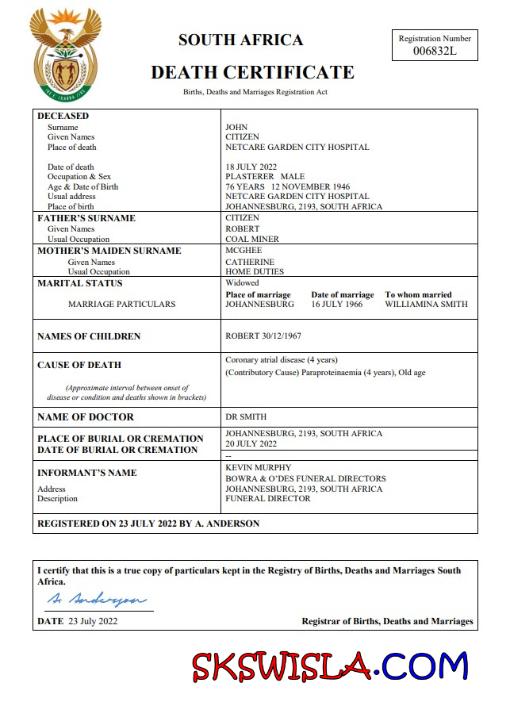 SOUTH AFRICA
DEATH CERTIFICATE
Births, Deaths and Marriages Registration Act
Registration Number
006832L
DECEASED
Surname JOHN
Given Names CITIZEN
Place of death NETCARE GARDEN CITY HOSPITAL
Date of death 18 JULY 2022
Occupation & Sex PLASTERER MALE
Age & Date of Birth 76 YEARS 12 NOVEMBER 1946
Usual address NETCARE GARDEN CITY HOSPITAL
Place of birth JOHANNESBURG, 2193, SOUTH AFRICA
FATHER'S SURNAME CITIZEN
Given Names ROBERT
Usual Occupation COAL MINER
MOTHER'S MAIDEN SURNAME MCGHEE
Given Names CATHERINE
Usual Occupation HOME DUTIES
MARITAL STATUS Widowed
Place of marriage Date of marriage To whom married
MARRIAGE PARTICULARS JOHANNESBURG 16 JULY 1966 WILLIAMINA SMITH
NAMES OF CHILDREN ROBERT 30/12/1967
CAUSE OF DEATH Coronary atrial disease (4 years)
(Contributory Cause) Paraproteinaemia (4 years), Old age
(Approximate interval between onset of
disease or condition and deaths shown in brackets)
NAME OF DOCTOR DR SMITH
PLACE OF BURIAL OR CREMATION JOHANNESBURG, 2193, SOUTH AFRICA
DATE OF BURIAL OR CREMATION 20 JULY 2022
--
INFORMANT'S NAME KEVIN MURPHY
BOWRA & O'DES FUNERAL DIRECTORS
Address JOHANNESBURG, 2193, SOUTH AFRICA
Description FUNERAL DIRECTOR
REGISTERED ON 23 JULY 2022 BY A. ANDERSON
I certify that this is a true copy of particulars kept in the Registry of Births, Deaths and Marriages South
Africa.
A. Anderson
DATE 23 July 2022 Registrar of Births, Deaths and Marriages
SKSWISLA.COM